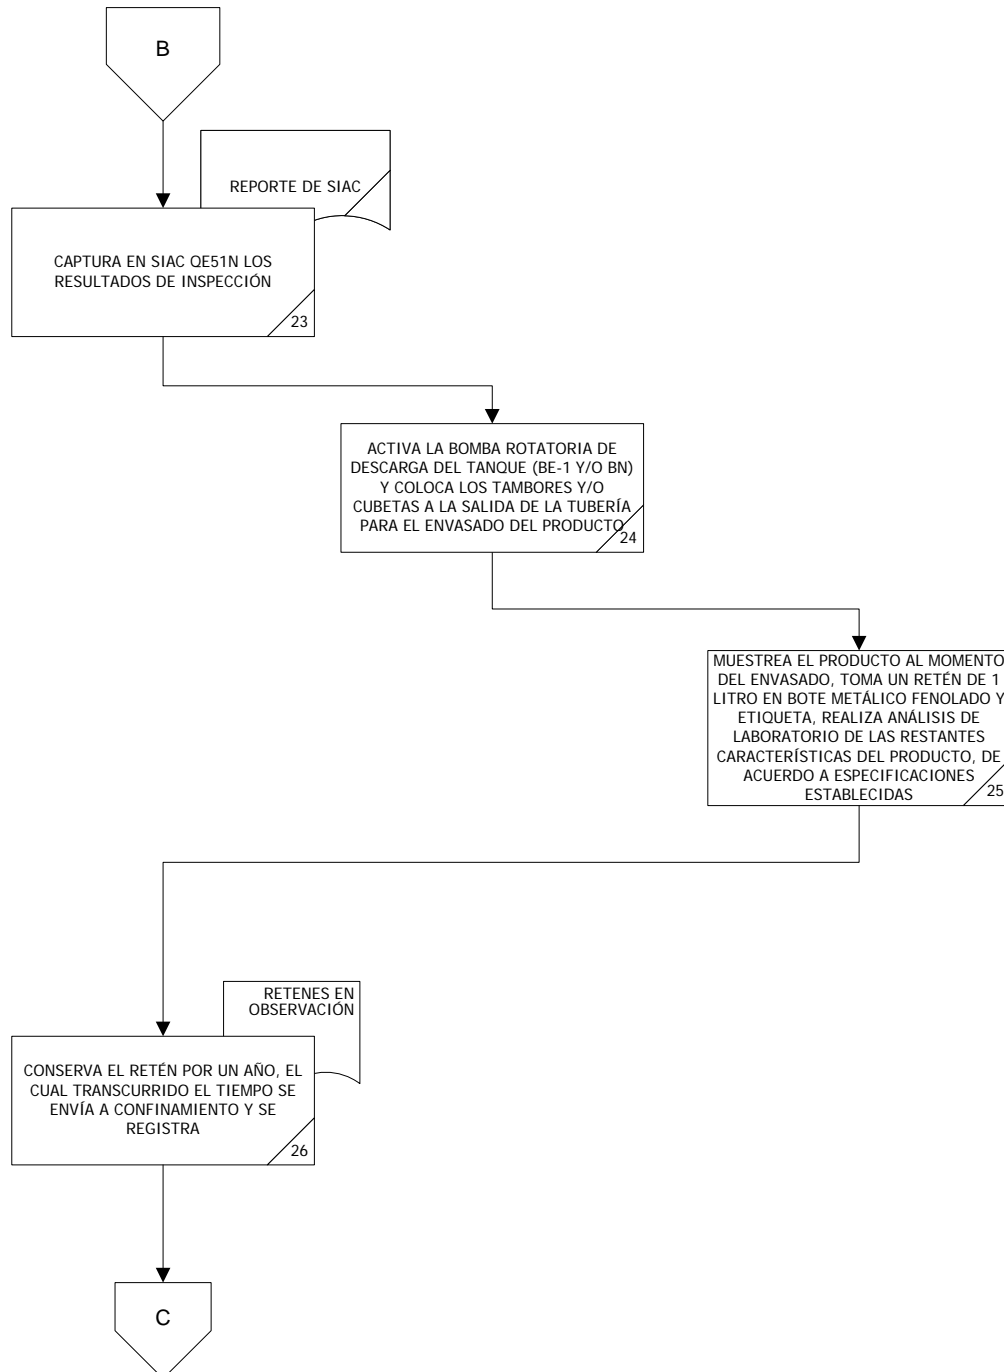 B
REPORTE DE SIAC
CAPTURA EN SIAC QE51N LOS
RESULTADOS DE INSPECCIÓN
23
ACTIVA LA BOMBA ROTATORIA DE
DESCARGA DEL TANQUE (BE-1 Y/O BN)
Y COLOCA LOS TAMBORES Y/O
CUBETAS A LA SALIDA DE LA TUBERÍA
PARA EL ENVASADO DEL PRODUCTO
24
MUESTREA EL PRODUCTO AL MOMENTO
DEL ENVASADO, TOMA UN RETÉN DE 1
LITRO EN BOTE METÁLICO FENOLADO Y
ETIQUETA, REALIZA ANÁLISIS DE
LABORATORIO DE LAS RESTANTES
CARACTERÍSTICAS DEL PRODUCTO, DE
ACUERDO A ESPECIFICACIONES
ESTABLECIDAS
25
RETENES EN
OBSERVACIÓN
CONSERVA EL RETÉN POR UN AÑO, EL
CUAL TRANSCURRIDO EL TIEMPO SE
ENVÍA A CONFINAMIENTO Y SE
REGISTRA
26
C